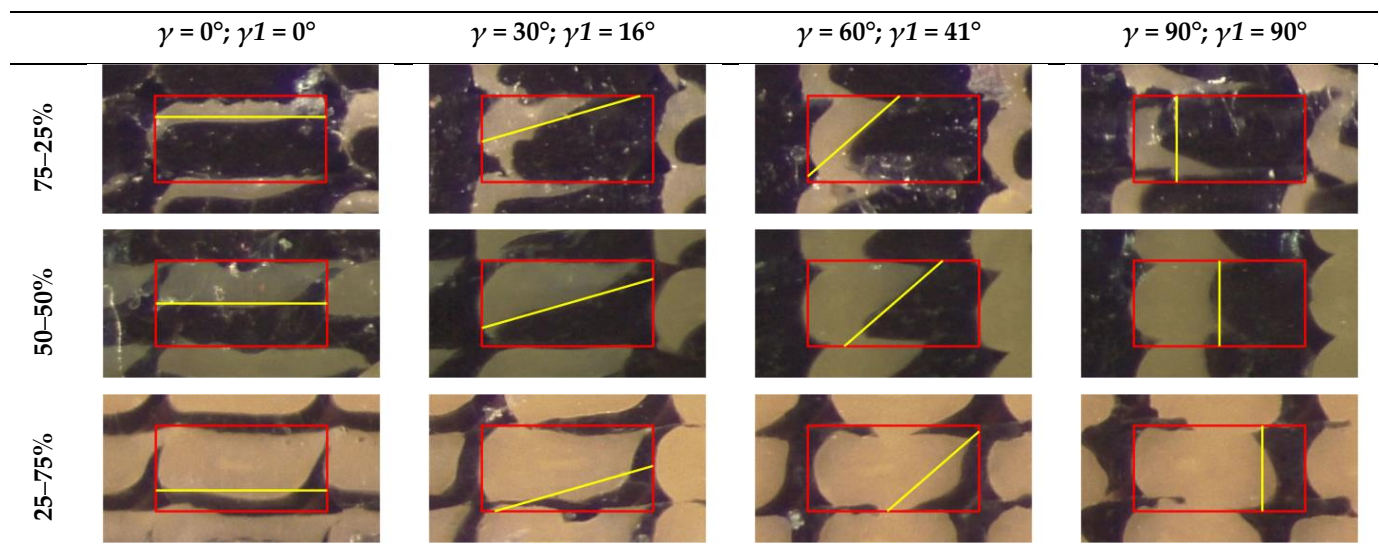 γ = 0°; γ1 = 0° γ = 30°; γ1 = 16° γ = 60°; γ1 = 41° γ = 90°; γ1 = 90°
75–25%
50–50%
25–75%